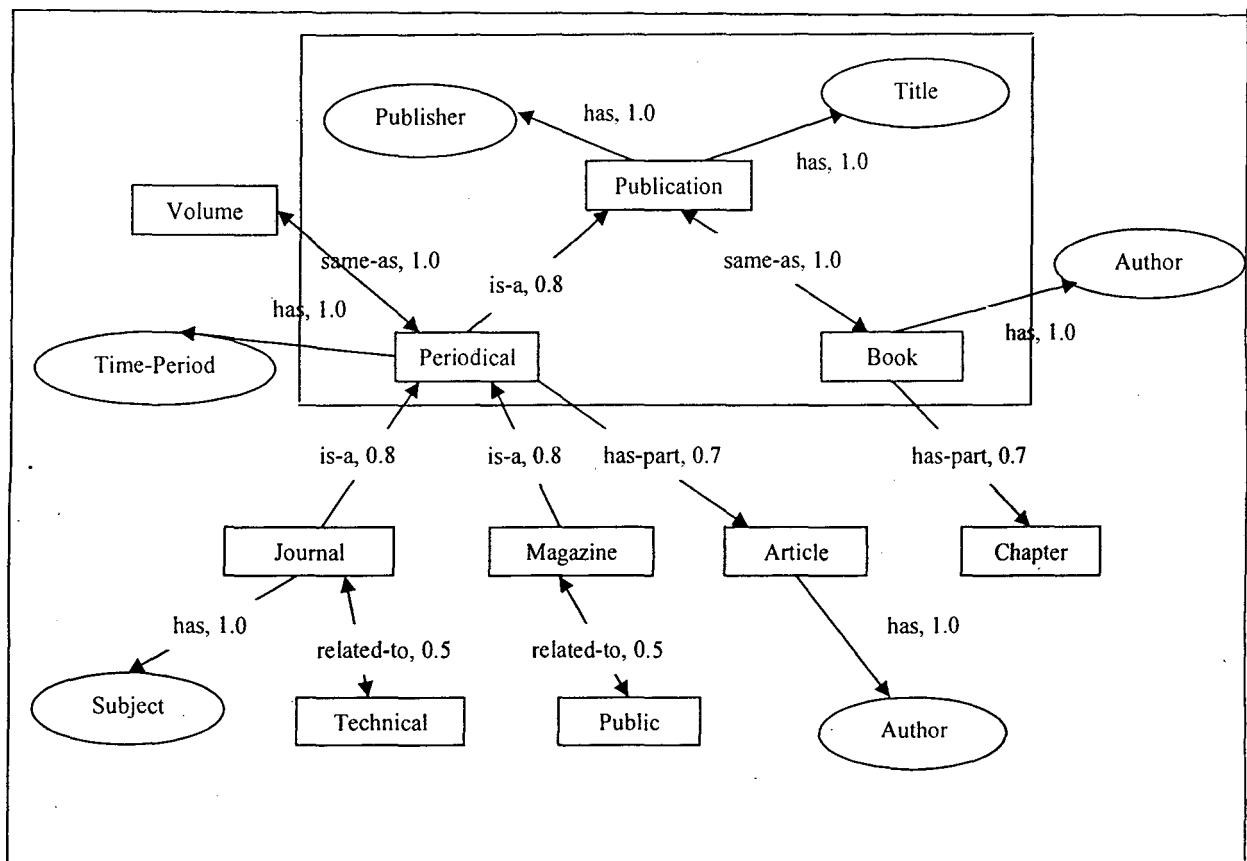 Title
Publisher
has, 1.0
has, 1.0
Publication
Volume
same-as, 1.0
same-as, 1.0
Author
is-a, 0.8
has, 1.0
has, 1.0
Time-Period
Periodical
Book
is-a, 0.8
is-a, 0.8
has-part, 0.7
has-part, 0.7
Journal
Magazine
Article
Chapter
has, 1.0
has, 1.0
related-to, 0.5
related-to, 0.5
Subject
Technical
Public
Author